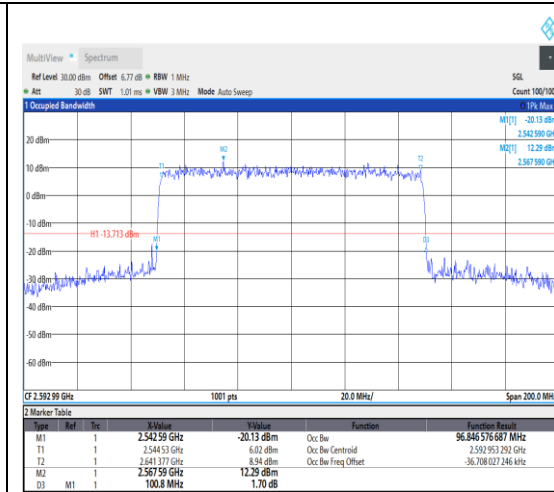 MultiView Spectrum
Ref Level 30.00 dBm Offset 6.77 dB RBW 1 MHz SGL
Att 30 dB SWT 1.01 ms VBW 3 MHz Mode Auto Sweep Count 100/100
1 Occupied Bandwidth 1Pk Max
M1[1] -20.13 dBm
2.542 590 GH
M2[1] 12.29 dBm
2.567 590 GH
20 dBm
M2
T1
T2
10 dBm
0 dBm
-10 dBm
H1 -13.713 dBm
M1
D3
-20 dBm
-30 dBm
-40 dBm
-50 dBm
-60 dBm
CF 2.592 99 GHz 1001 pts 20.0 MHz/ Span 200.0 MH
2 Marker Table
Type Ref Trc X-Value Y-Value Function Function Result
M1 1 2.542 59 GHz -20.13 dBm Occ Bw 96.846 576 687 MHz
T1 1 2.544 53 GHz 6.02 dBm Occ Bw Centroid 2.592 953 292 GHz
T2 1 2.641 377 GHz 8.94 dBm Occ Bw Freq Offset -36.708 027 246 kHz
M2 1 2.567 59 GHz 12.29 dBm
D3 M1 1 100.8 MHz 1.70 dB